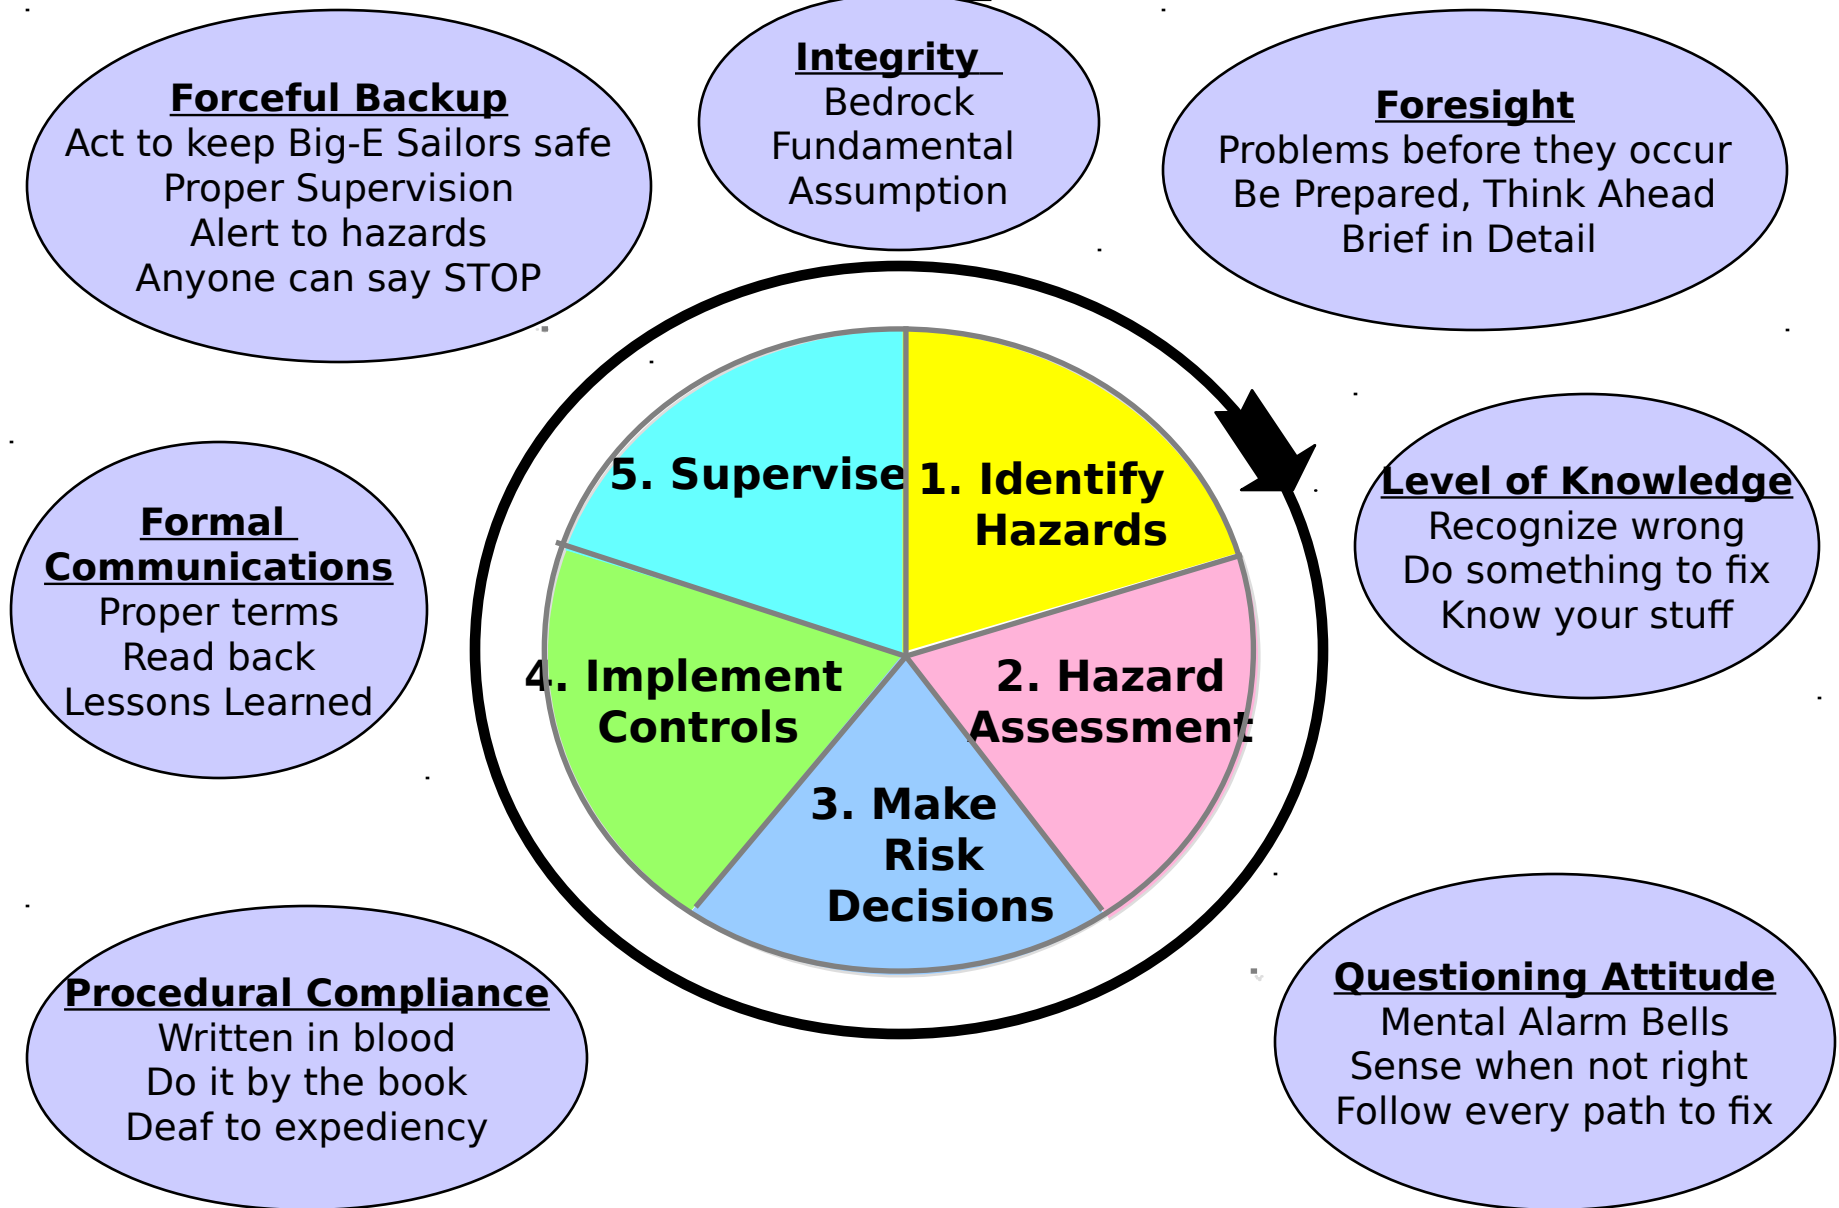 Forceful Backup
Act to keep Big-E Sailors safe
Proper Supervision
Alert to hazards
Anyone can say STOP
Integrity
Bedrock
Fundamental
Assumption
Foresight
Problems before they occur
Be Prepared, Think Ahead
Brief in Detail
Formal
Communications
Proper terms
Read back
Lessons Learned
5. Supervise
1. Identify
Hazards
4. Implement
Controls
2. Hazard
Assessment
3. Make
Risk
Decisions
Level of Knowledge
Recognize wrong
Do something to fix
Know your stuff
Procedural Compliance
Written in blood
Do it by the book
Deaf to expediency
Questioning Attitude
Mental Alarm Bells
Sense when not right
Follow every path to fix